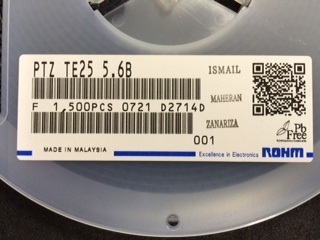 PTZ TE25 5.6B
ISMAIL
MAHERAN
F 1,500PCS 0721 D2714D
ZANARIZA
Pb
Free
001
MADE IN MALAYSIA
Excellence in Electronics
ROHM